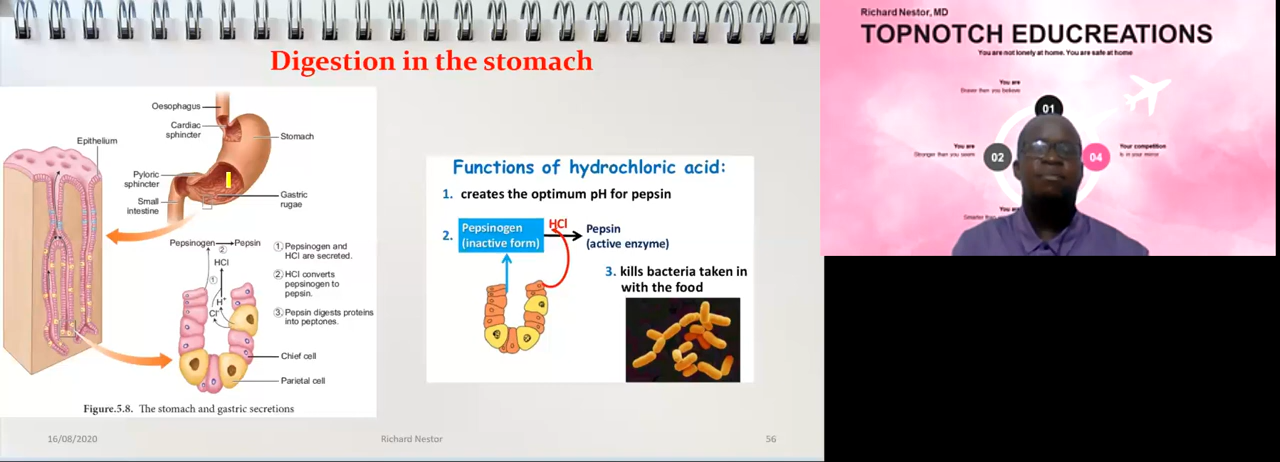 Digestion in the stomach
Oesophagus
Cardiac
sphincter
Stomach
Epithelium
Pyloric
sphincter
Small
intestine
Gastric
rugae
Pepsinogen
Pepsin
②
HCl
①
H⁺
Cl⁻
① Pepsinogen and
HCl are secreted.
② HCl converts
pepsinogen to
pepsin.
③ Pepsin digests proteins
into peptones.
Chief cell
Parietal cell
Figure.5.8. The stomach and gastric secretions
Functions of hydrochloric acid:
1. creates the optimum pH for pepsin
2. Pepsinogen
(inactive form)
HCl
Pepsin
(active enzyme)
3. kills bacteria taken in
with the food
16/08/2020
Richard Nestor
56
Richard Nestor, MD
TOPNOTCH EDUCREATIONS
You are not lonely at home. You are safe at home
You are
you believe
01
You are
Stronger than you seem
02
04
Your competition
is in your mirror
You are
Smarter than